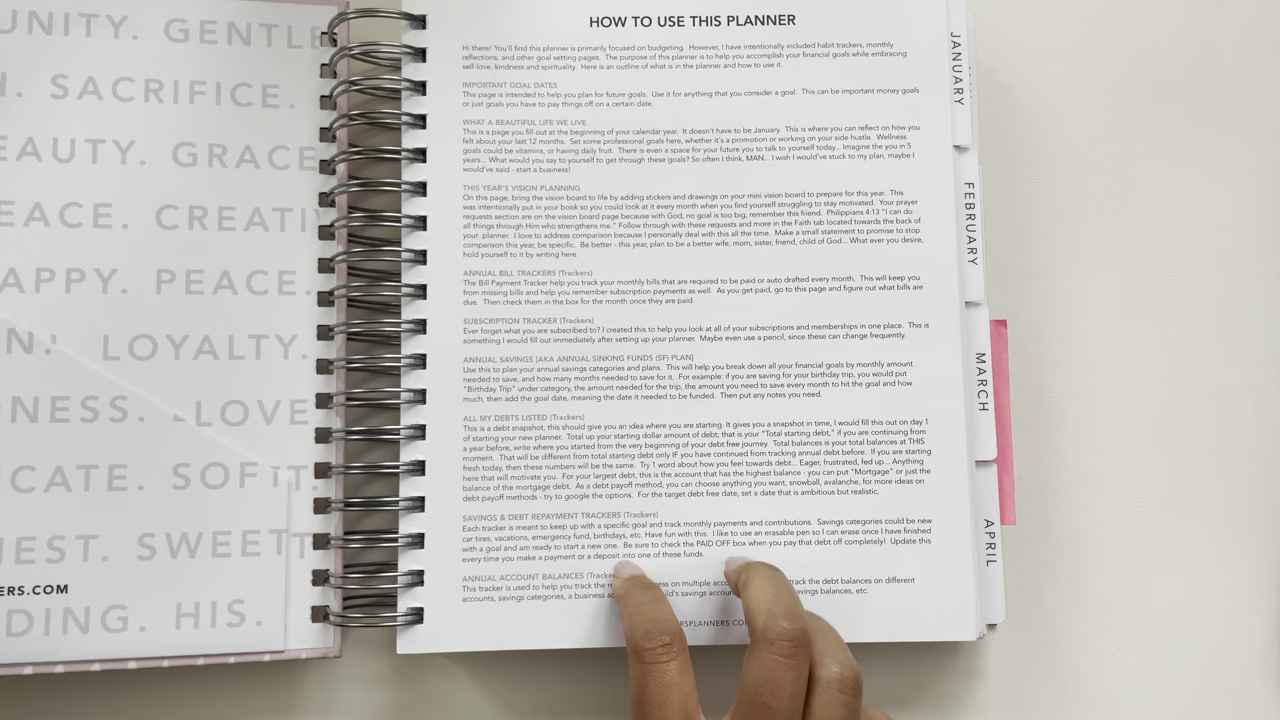 UNITY. GENTLE
H. SACRIFICE.
EAUTY. GRACE
EACE. CREATI
APPY. PEACE.
N. LOYALTY.
DNESS. LOVE
UCATE. SOF
NEST. SWEET
ERS.COM
DING. HIS.
HOW TO USE THIS PLANNER
Hi there! You'll find this planner is primarily focused on budgeting. However, I have intentionally included habit trackers, monthly
reflections, and other goal setting pages. The purpose of this planner is to help you accomplish your financial goals while embracing
self-love, kindness and spirituality. Here is an outline of what is in the planner and how to use it.
IMPORTANT GOAL DATES
This page is intended to help you plan for future goals. Use it for anything that you consider a goal. This can be important money goals
or just goals you have to pay things off on a certain date.
WHAT A BEAUTIFUL LIFE WE LIVE
This is a page you fill out at the beginning of your calendar year. It doesn't have to be January. This is where you can reflect on how you
felt about your last 12 months. Set some professional goals here, whether it's a promotion or working on your side hustle. Wellness
goals could be vitamins, or having daily fruit. There is even a space for your future you to talk to yourself today... Imagine the you in 5
years... What would you say to yourself to get through these goals? So often I think, MAN... I wish I would've stuck to my plan, maybe I
would've said - start a business!
THIS YEAR'S VISION PLANNING
On this page, bring the vision board to life by adding stickers and drawings on your mini vision board to prepare for this year. This
was intentionally put in your book so you could look at it every month when you find yourself struggling to stay motivated. Your prayer
requests section are on the vision board page because with God, no goal is too big, remember this friend. Philippians 4:13 "I can do
all things through Him who strengthens me." Follow through with these requests and more in the Faith tab located towards the back of
your planner. I love to address comparison because I personally deal with this all the time. Make a small statement to promise to stop
comparison this year, be specific. Be better - this year, plan to be a better wife, mom, sister, friend, child of God... What ever you desire,
hold yourself to it by writing here.
ANNUAL BILL TRACKERS (Trackers)
The Bill Payment Tracker help you track your monthly bills that are required to be paid or auto drafted every month. This will keep you
from missing bills and help you remember subscription payments as well. As you get paid, go to this page and figure out what bills are
due. Then check them in the box for the month once they are paid.
SUBSCRIPTION TRACKER (Trackers)
Ever forget what you are subscribed to? I created this to help you look at all of your subscriptions and memberships in one place. This is
something I would fill out immediately after setting up your planner. Maybe even use a pencil, since these can change frequently.
ANNUAL SAVINGS [AKA ANNUAL SINKING FUNDS (SF) PLAN]
Use this to plan your annual savings categories and plans. This will help you break down all your financial goals by monthly amount
needed to save, and how many months needed to save for it. For example: if you are saving for your birthday trip, you would put
"Birthday Trip" under category, the amount needed for the trip, the amount you need to save every month to hit the goal and how
much, then add the goal date, meaning the date it needed to be funded. Then put any notes you need.
ALL MY DEBTS LISTED (Trackers)
This is a debt snapshot, this should give you an idea where you are starting. It gives you a snapshot in time, I would fill this out on day 1
of starting your new planner. Total up your starting dollar amount of debt; that is your "Total starting debt," if you are continuing from
a year before, write where you started from the very beginning of your debt free journey. Total balances is your total balances at THIS
moment. That will be different from total starting debt only IF you have continued from tracking annual debt before. If you are starting
fresh today, then these numbers will be the same. Try 1 word about how you feel towards debt... Eager, frustrated, fed up... Anything
here that will motivate you. For your largest debt, this is the account that has the highest balance - you can put "Mortgage" or just the
balance of the mortgage debt. As a debt payoff method, you can choose anything you want, snowball, avalanche, for more ideas on
debt payoff methods - try to google the options. For the target debt free date, set a date that is ambitious but realistic.
SAVINGS & DEBT REPAYMENT TRACKERS (Trackers)
Each tracker is meant to keep up with a specific goal and track monthly payments and contributions. Savings categories could be new
car tires, vacations, emergency fund, birthdays, etc. Have fun with this. I like to use an erasable pen so I can erase once I have finished
with a goal and am ready to start a new one. Be sure to check the PAID OFF box when you pay that debt off completely! Update this
every time you make a payment or a deposit into one of these funds.
ANNUAL ACCOUNT BALANCES (Tracker
This tracker is used to help you track the ess on multiple acco track the debt balances on different
accounts, savings categories, a business ac ld's savings accoun avings balances, etc.
RSPLANNERS.CO
JANUARY
FEBRUARY
MARCH
APRIL